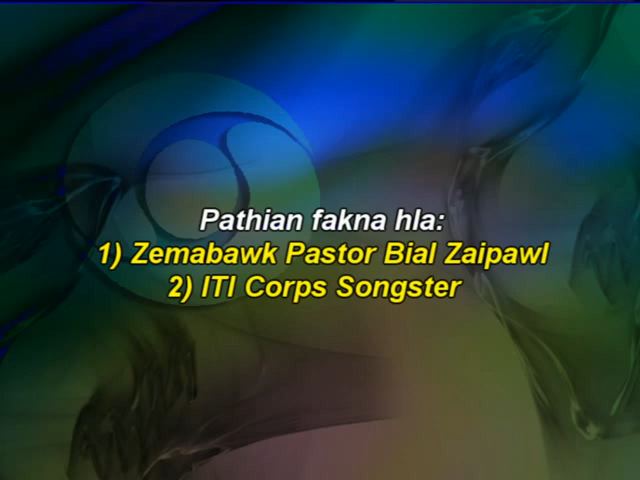 Pathian fakna hla:
1) Zemabawk Pastor Bial Zaipawl
2) ITI Corps Songster